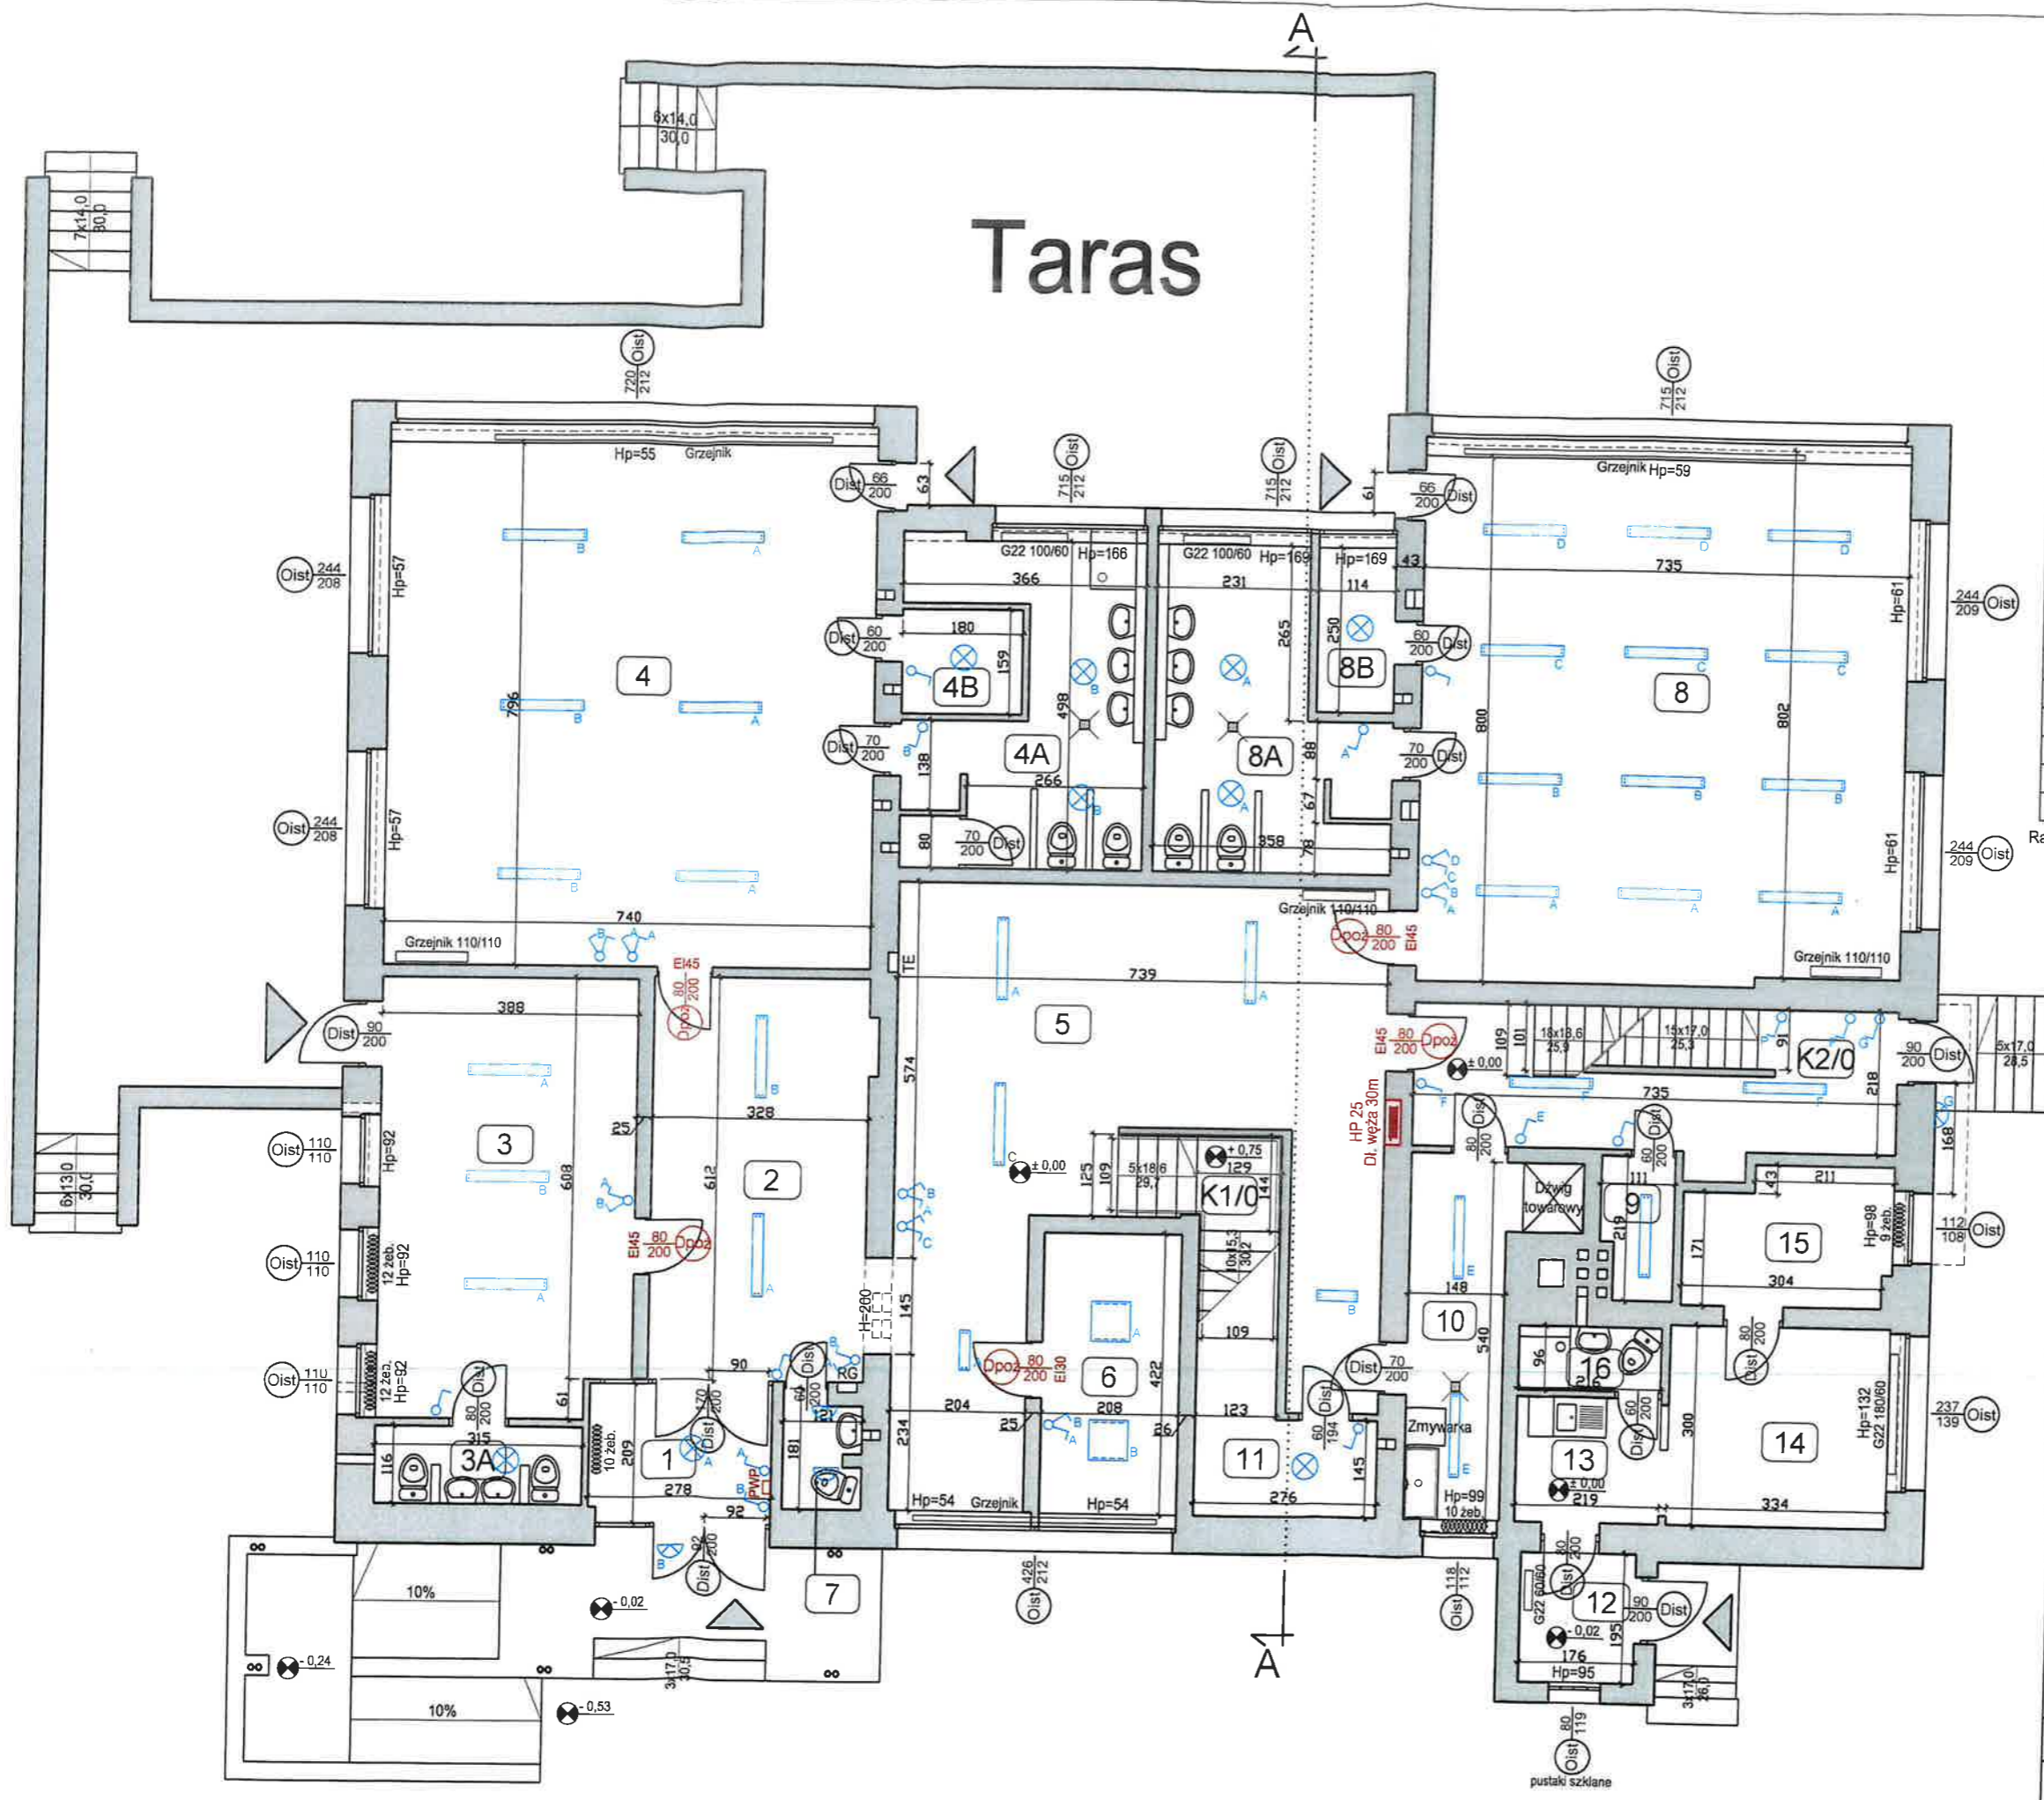 A
6x14,0
30,0
7x14,0
30,0
Taras
720
212
Oist
715
212
Oist
Hp=55
Grzejnik
Dist
66
200
63
715
212
Oist
715
212
Oist
61
66
200
Dist
Grzejnik
Hp=59
B
A
G22 100/60
Hp=166
G22 100/60
Hp=169
Hp=169
43
D
D
D
735
Oist
244
208
Hp=57
366
231
114
Hp=61
244
209
Oist
Dist
60
200
180
159
265
250
60
200
Dist
4
4B
B
A
8B
C
C
C
8
796
B
A
498
800
802
Dist
70
200
B
138
4A
8A
88
A
70
200
Dist
266
B
A
67
B
B
B
Oist
244
208
Hp=57
80
70
200
Dist
358
78
D
C
B
A
Hp=61
244
209
Oist
Ra
B
A
A
A
A
740
Grzejnik 110/110
B
A
A
EI45
80
200
Dpoż
TE
Grzejnik 110/110
Dpoż
80
200
EI45
739
Grzejnik 110/110
A
A
388
Dist
90
200
5
574
EI45
80
200
Dpoż
± 0,00
109
101
18x18,6
25,9
15x17,0
25,3
91
F
F
G
K2/0
90
200
Dist
5x17,0
28,5
A
B
328
25
HP 25
Dł. węża 30m
F
F
F
735
218
G
168
Oist
110
110
Hp=92
3
608
612
2
C
± 0,00
125
109
5x18,6
29,7
+ 0,75
129
144
80
200
Dist
E
60
200
Dist
6x13,0
30,0
B
A
B
B
A
C
K1/0
Dźwig
towarowy
111
9
219
43
211
Hp=98
9 żeb.
112
108
Oist
Oist
110
110
12 żeb.
Hp=92
EI45
80
200
Dpoż
10x15,3
30,2
171
15
304
A
A
H=260
145
A
B
E
148
10
540
109
90
Dist
60
200
B
A
RG
A
Dpoż
80
200
EI30
6
422
Dist
70
200
96
16
80
200
Dist
Oist
110
110
12 żeb.
Hp=92
Dist
80
200
61
170
200
Dist
121
204
25
208
26
123
Dist
60
194
Zmywarka
60
200
Dist
300
Hp=132
G22 180/60
237
139
Oist
315
116
3A
10 żeb.
209
1
A
A
B
PWP
181
234
B
A
B
11
145
E
13
± 0,00
14
278
92
Hp=54
Grzejnik
Hp=54
276
Hp=99
10 żeb.
219
334
B
92
200
Dist
7
426
212
Oist
118
112
Oist
80
200
Dist
G22 60/60
12
90
200
Dist
10%
- 0,02
- 0,02
195
176
Hp=95
- 0,24
3x17,0
30,5
A
3x17,0
26,0
10%
- 0,53
80
119
Oist
pustaki szklane